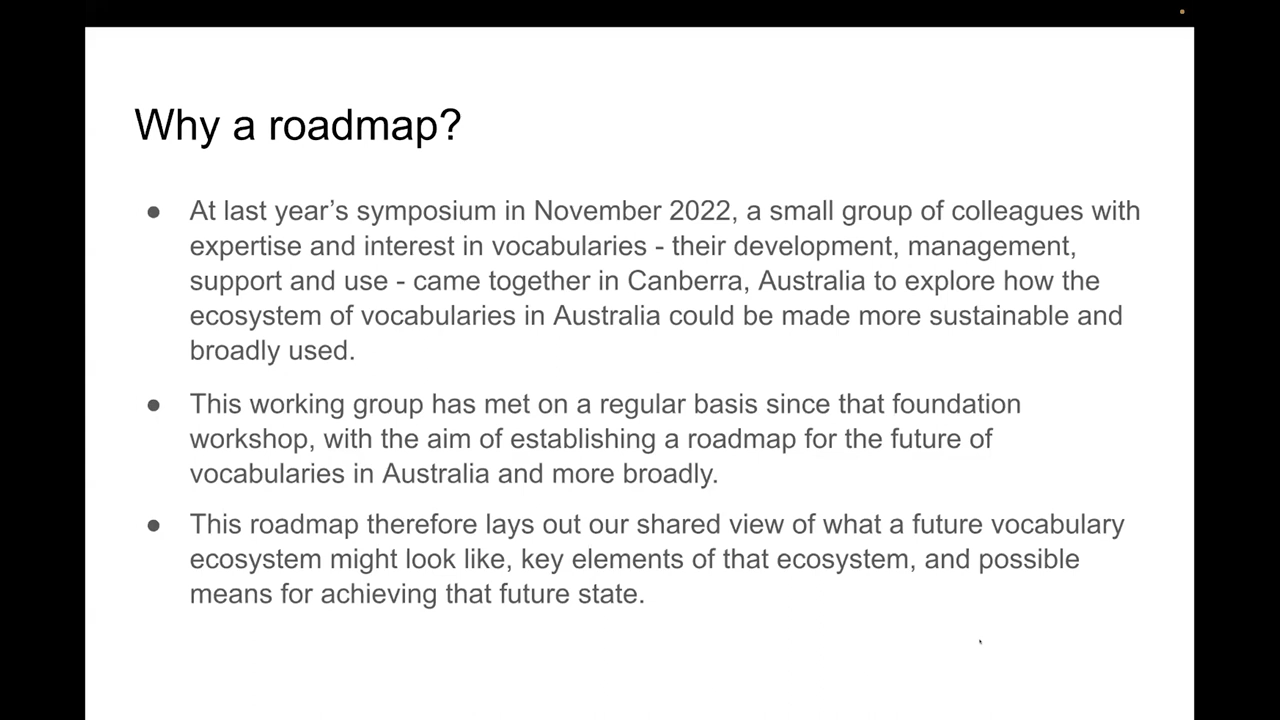 Why a roadmap?
● At last year’s symposium in November 2022, a small group of colleagues with
expertise and interest in vocabularies - their development, management,
support and use - came together in Canberra, Australia to explore how the
ecosystem of vocabularies in Australia could be made more sustainable and
broadly used.
● This working group has met on a regular basis since that foundation
workshop, with the aim of establishing a roadmap for the future of
vocabularies in Australia and more broadly.
● This roadmap therefore lays out our shared view of what a future vocabulary
ecosystem might look like, key elements of that ecosystem, and possible
means for achieving that future state.